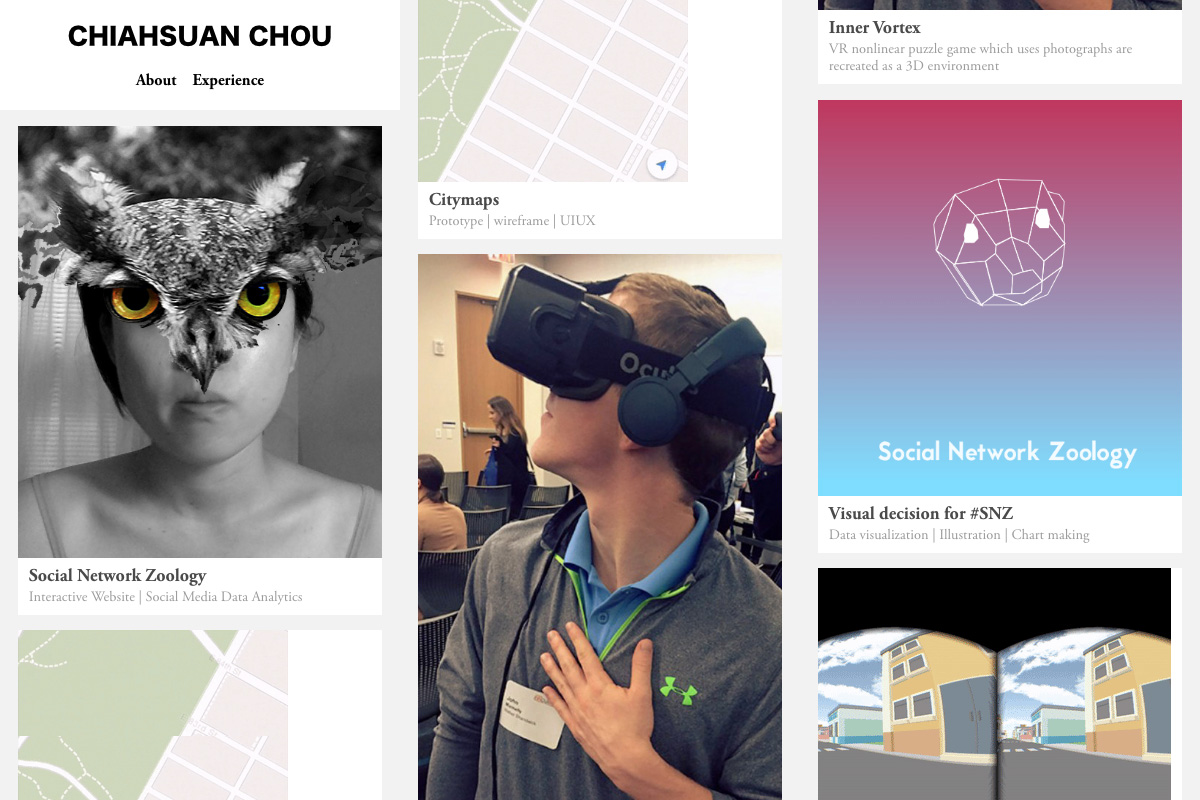 CHIAHSUAN CHOU
About Experience
Social Network Zoology
Interactive Website | Social Media Data Analytics
Citymaps
Prototype | wireframe | UIUX
Inner Vortex
VR nonlinear puzzle game which uses photographs are
recreated as a 3D environment
Social Network Zoology
Visual decision for #SNZ
Data visualization | Illustration | Chart making